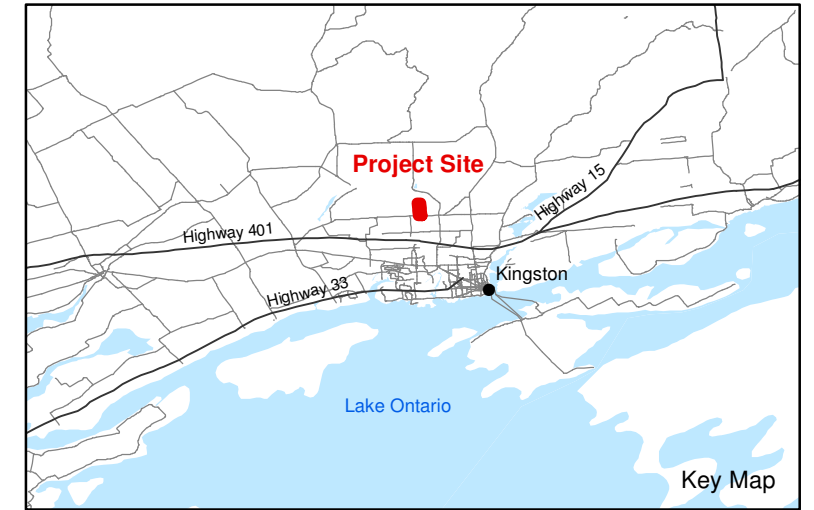 Project Site
Highway 15
Highway 401
Kingston
Highway 33
Lake Ontario
Key Map